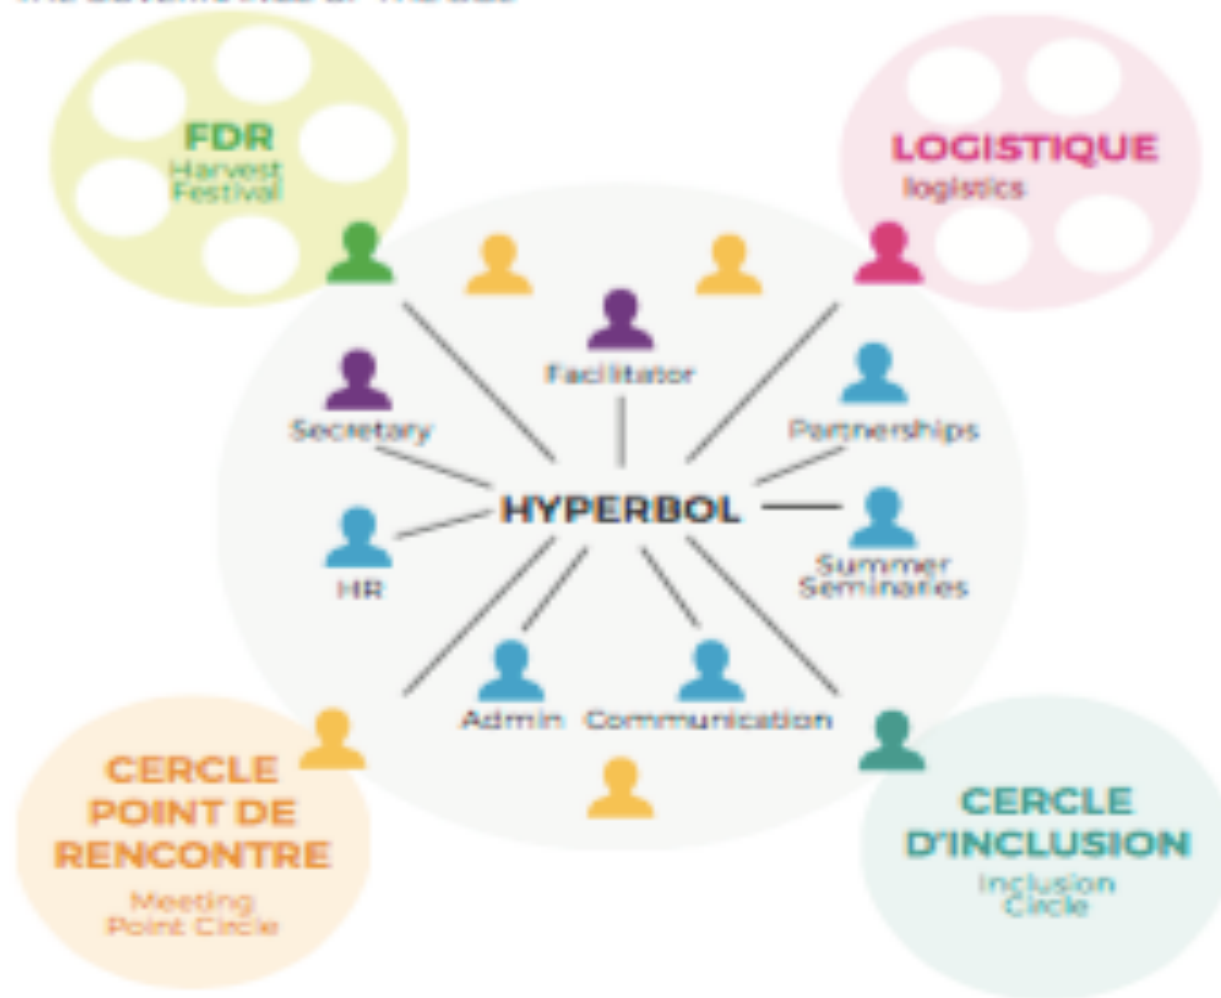 FDR
Harvest
Festival
LOGISTIQUE
logistics
Facilitator
Secretary
Partnerships
HYPERBOL
HR
Summer
Seminaries
Admin
Communication
CERCLE
POINT DE
RENCONTRE
Meeting
Point Circle
CERCLE
D'INCLUSION
Inclusion
Circle